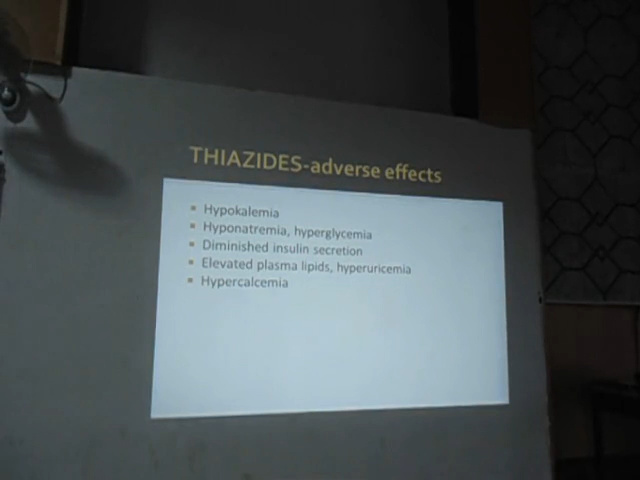 THIAZIDES-adverse effects
▪ Hypokalemia
▪ Hyponatremia, hyperglycemia
▪ Diminished insulin secretion
▪ Elevated plasma lipids, hyperuricemia
▪ Hypercalcemia